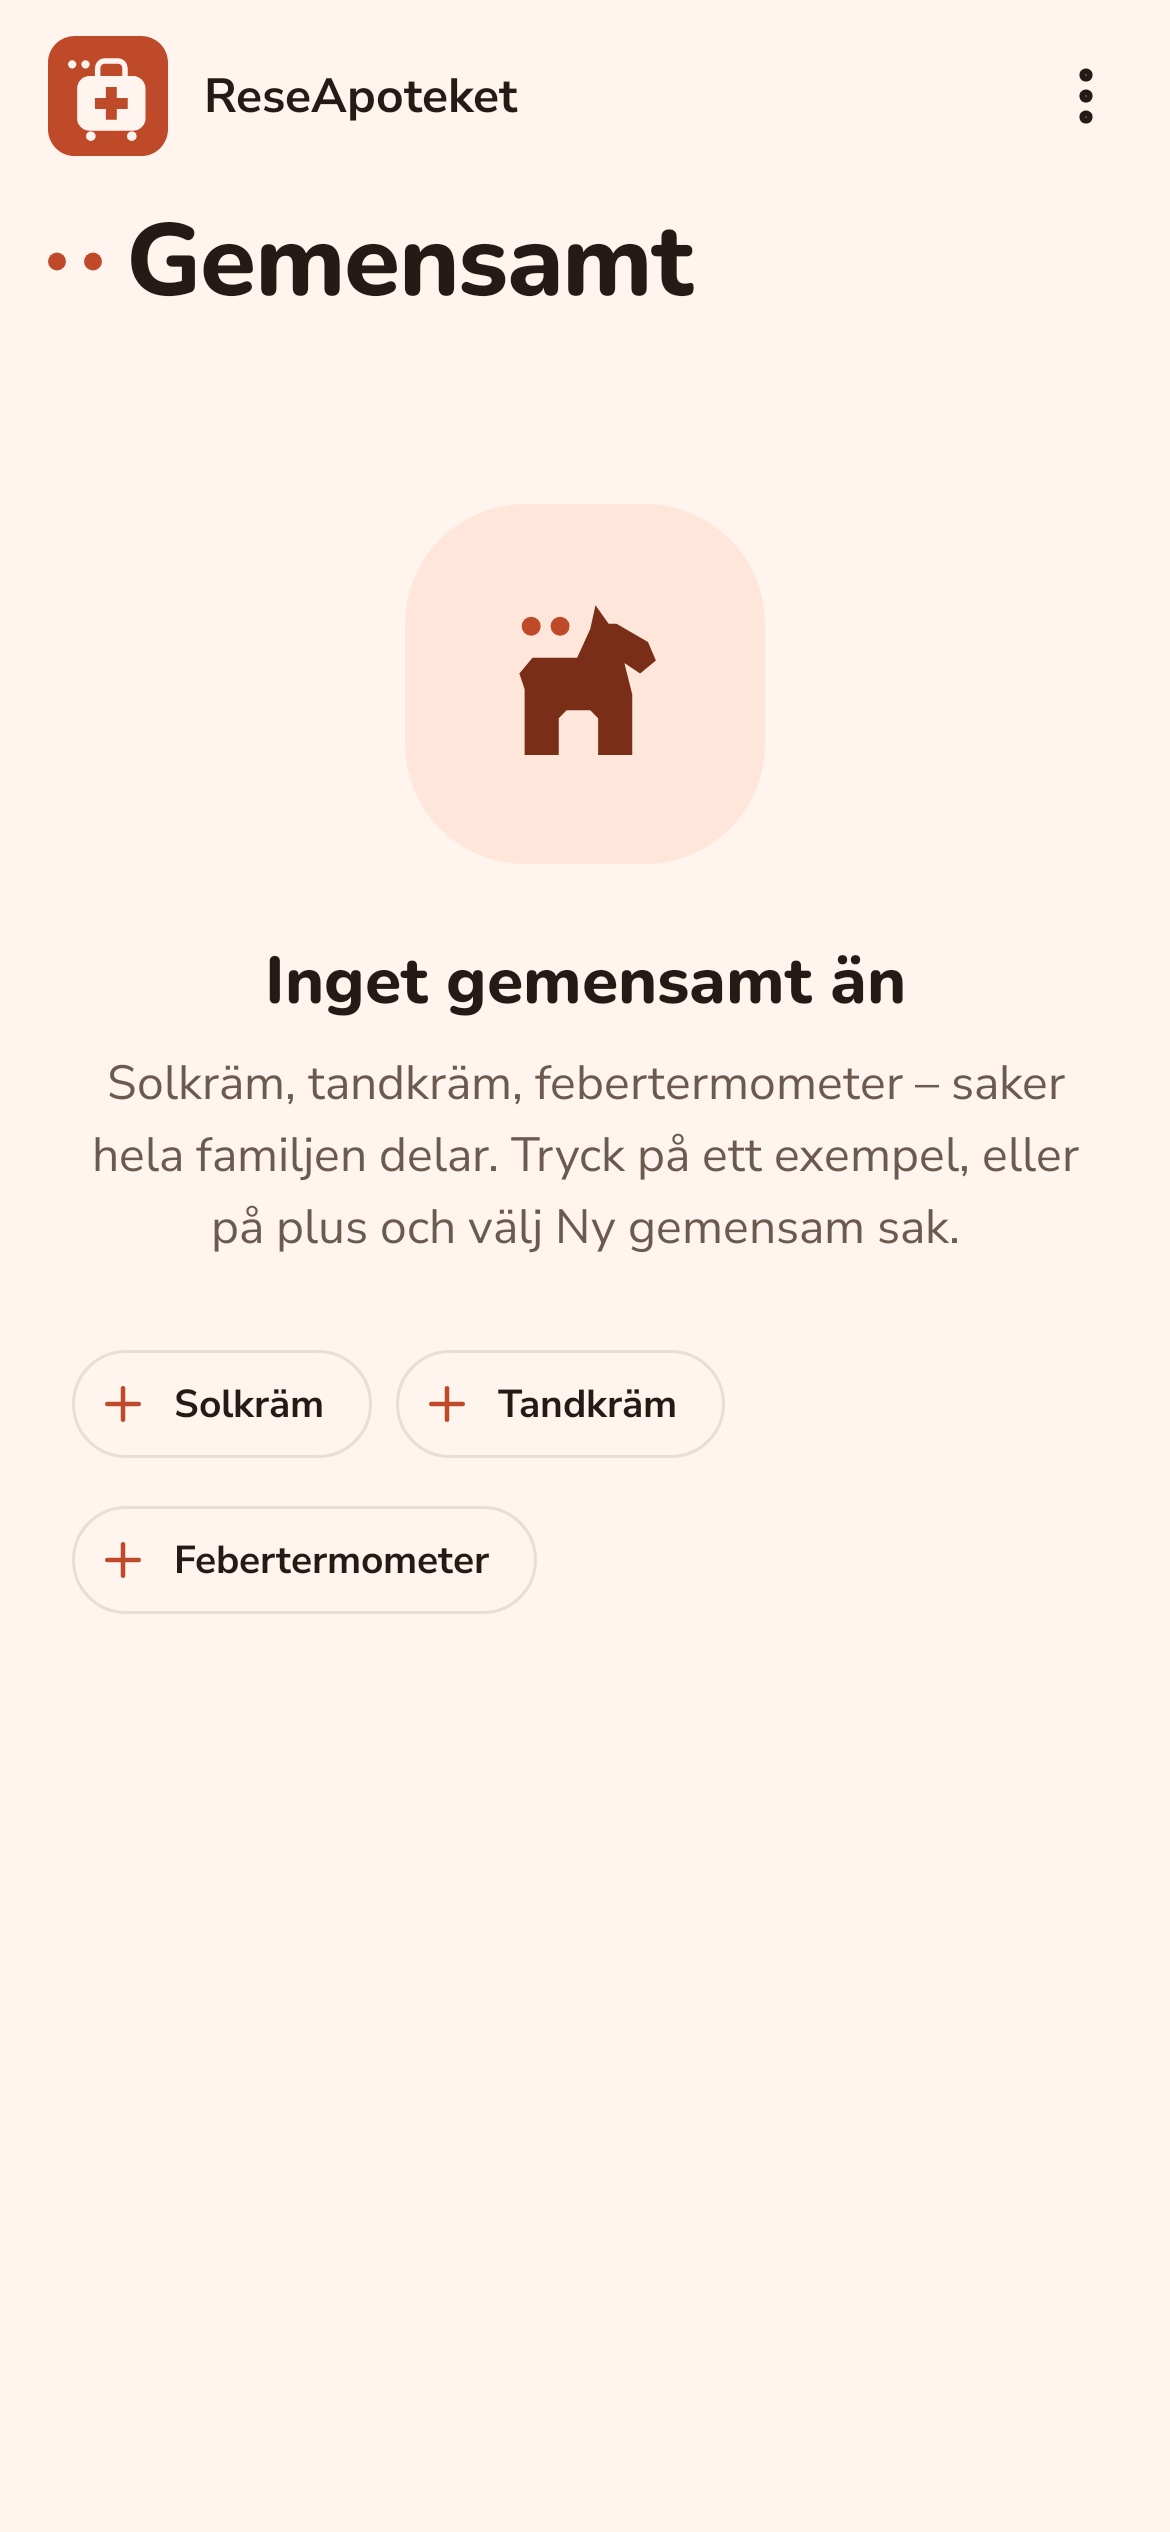 ReseApoteket
Gemensamt
Inget gemensamt än
Solkräm, tandkräm, febertermometer – saker
hela familjen delar. Tryck på ett exempel, eller
på plus och välj Ny gemensam sak.
Solkräm
Tandkräm
Febertermometer